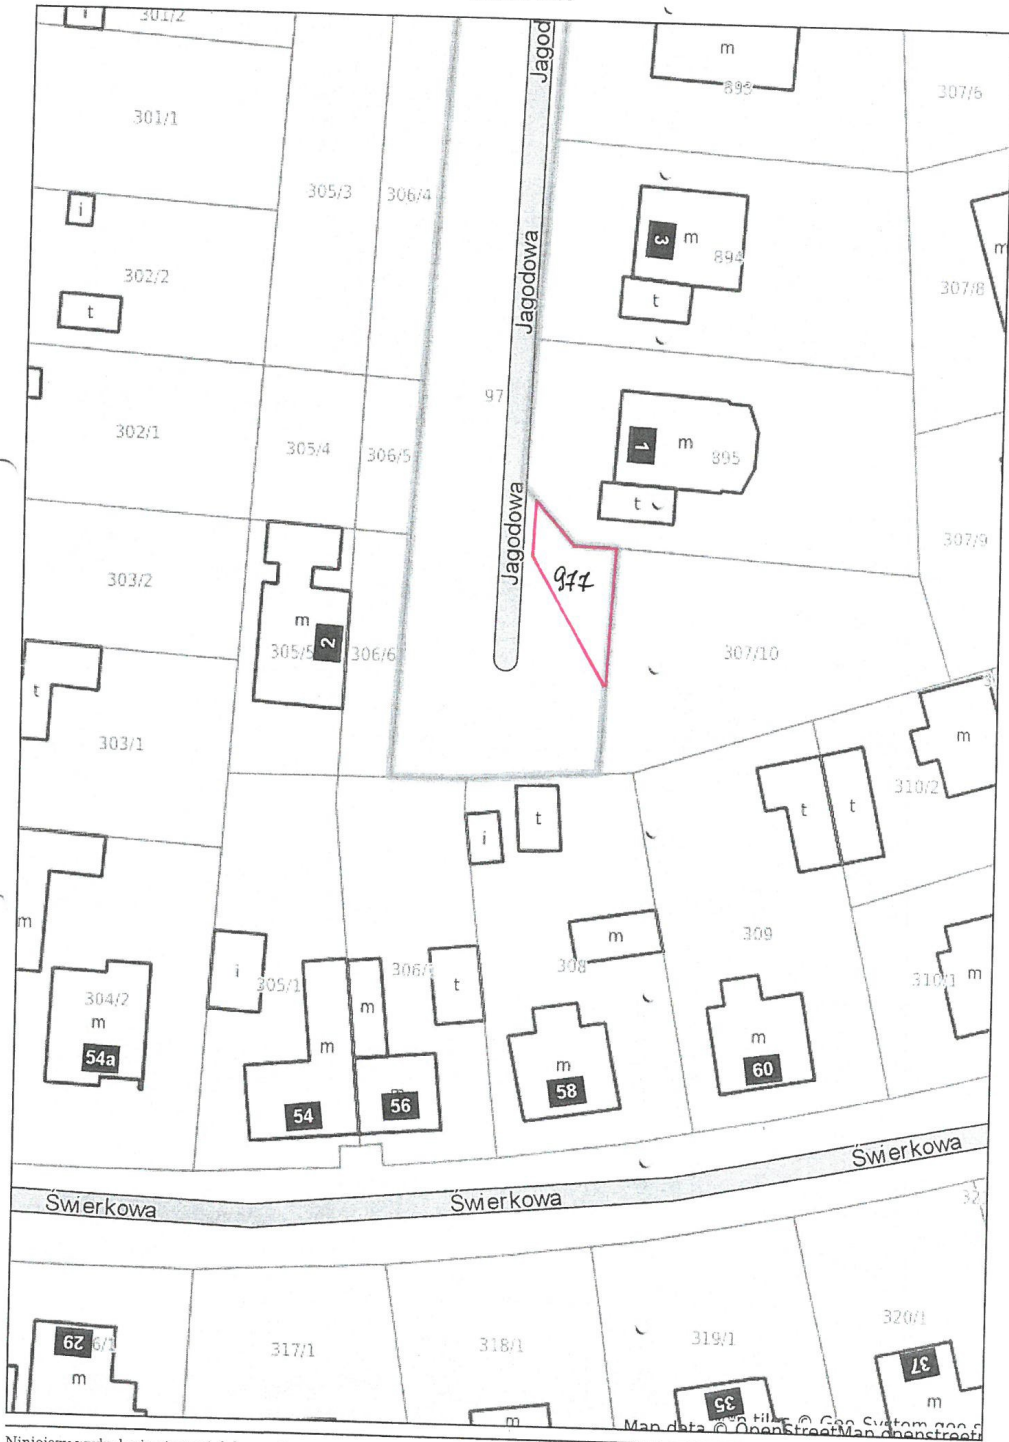 i
301/2
Jagod
m
893
307/6
301/1
305/3
306/4
i
3
m
894
302/2
t
t
Jagodowa
307/8
m
97
302/1
305/4
306/5
1
m
895
t
Jagodowa
307/9
303/2
977
m
2
305/5
306/6
307/10
t
303/1
m
310/2
t
t
i
t
m
m
309
308
i
305/1
306/
t
m
310/1
m
304/2
m
54a
m
54
56
m
58
m
60
Świerkowa
Świerkowa
Świerkowa
32
29
6/1
m
317/1
318/1
319/1
320/1
37
m
35
m
Map data © OpenStreetMap openstreetm